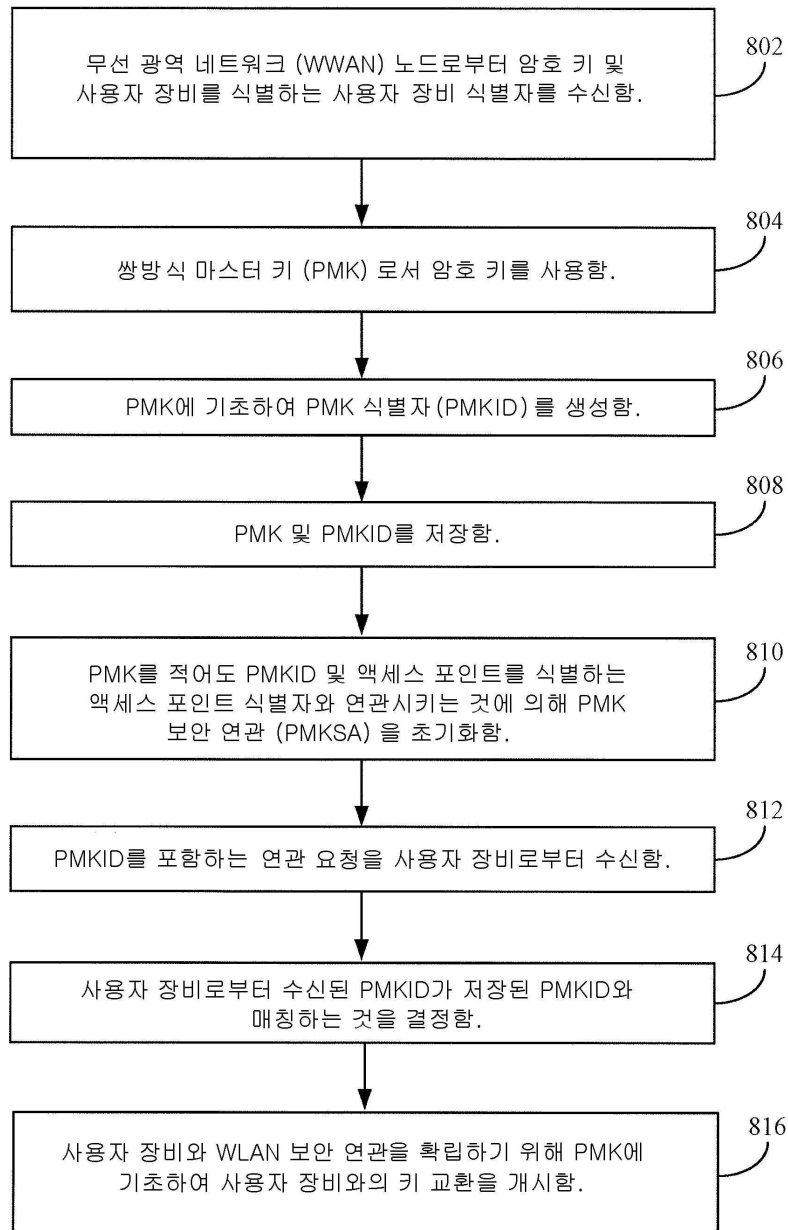 무선 광역 네트워크 (WWAN) 노드로부터 암호 키 및
사용자 장비를 식별하는 사용자 장비 식별자를 수신함.
802
쌍방식 마스터 키 (PMK) 로서 암호 키를 사용함.
804
PMK에 기초하여 PMK 식별자 (PMKID) 를 생성함.
806
PMK 및 PMKID를 저장함.
808
PMK를 적어도 PMKID 및 액세스 포인트를 식별하는
액세스 포인트 식별자와 연관시키는 것에 의해 PMK
보안 연관 (PMKSA) 을 초기화함.
810
PMKID를 포함하는 연관 요청을 사용자 장비로부터 수신함.
812
사용자 장비로부터 수신된 PMKID가 저장된 PMKID와
매칭하는 것을 결정함.
814
사용자 장비와 WLAN 보안 연관을 확립하기 위해 PMK에
기초하여 사용자 장비와의 키 교환을 개시함.
816